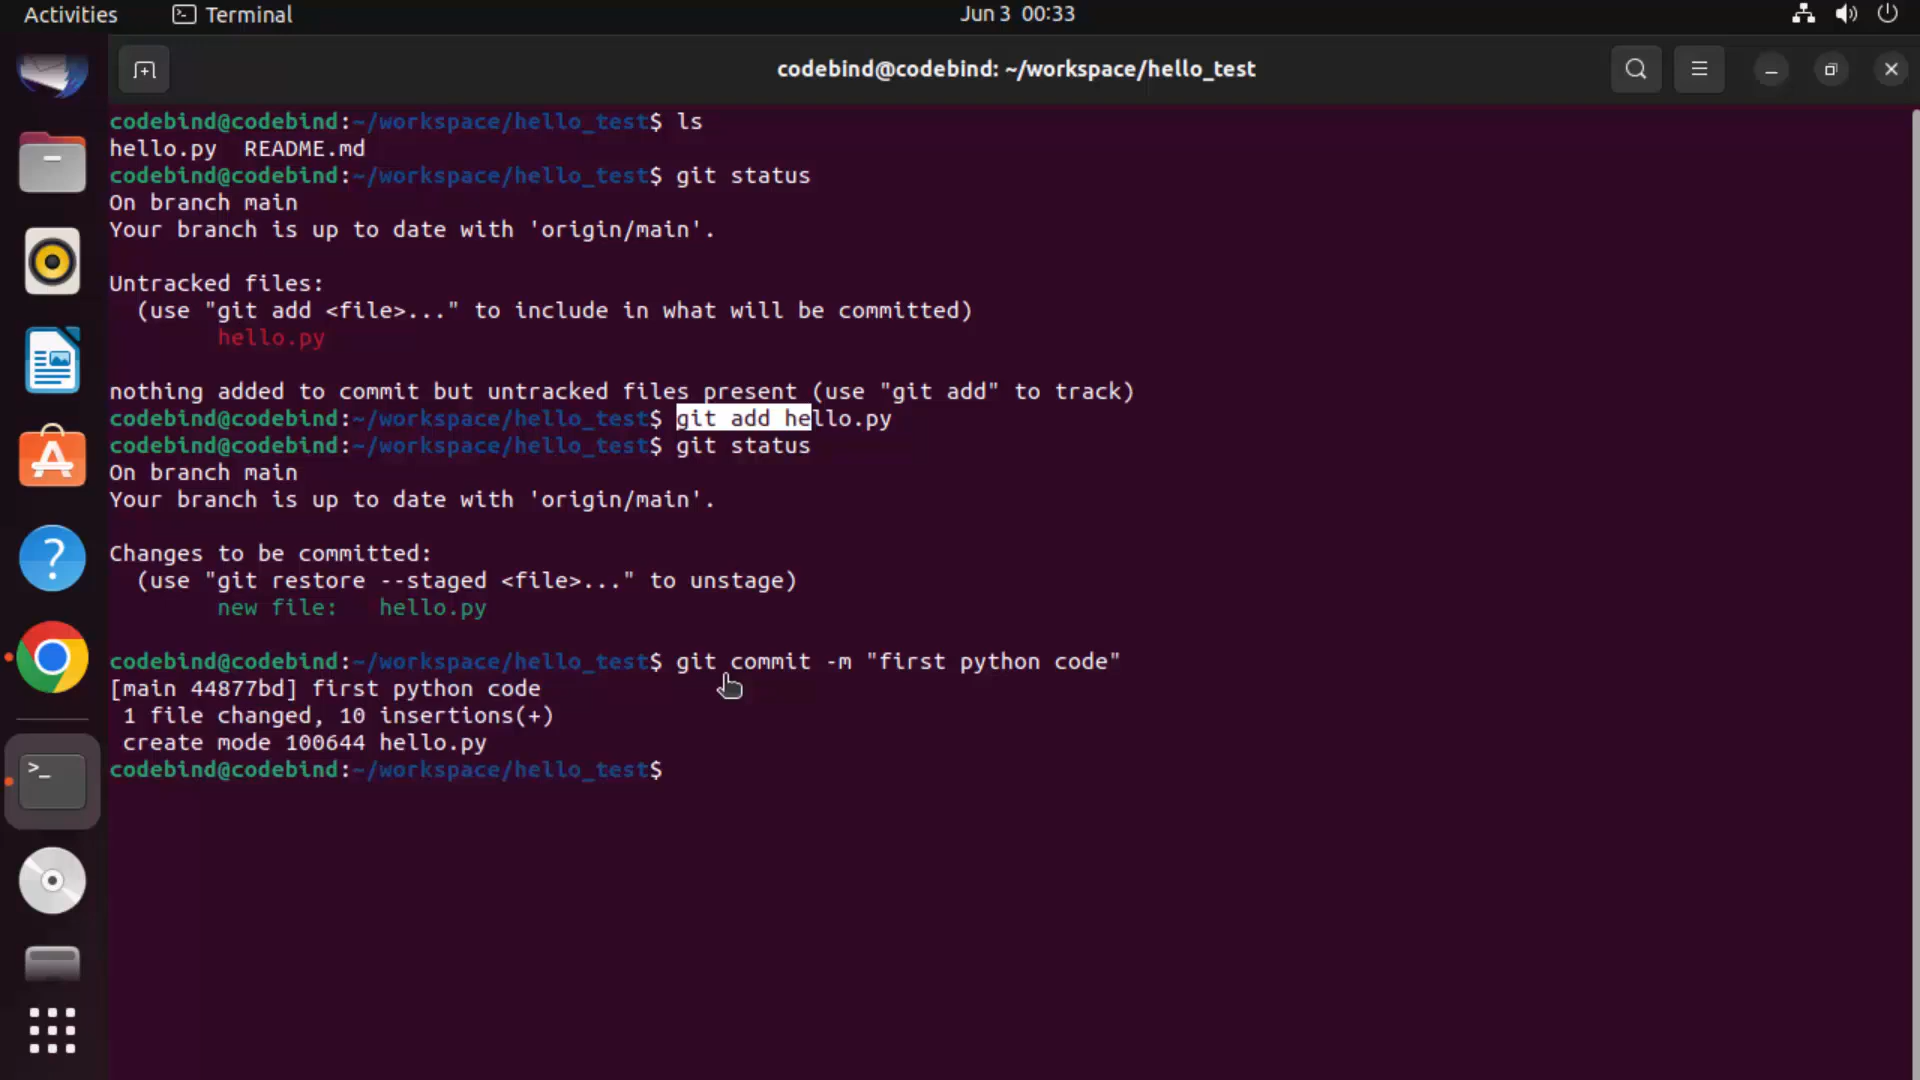 Activities Terminal Jun 3 00:33
codebind@codebind: ~/workspace/hello_test
codebind@codebind:~/workspace/hello_test$ ls
hello.py  README.md
codebind@codebind:~/workspace/hello_test$ git status
On branch main
Your branch is up to date with 'origin/main'.
Untracked files:
  (use "git add <file>..." to include in what will be committed)
        hello.py
nothing added to commit but untracked files present (use "git add" to track)
codebind@codebind:~/workspace/hello_test$ git add hello.py
codebind@codebind:~/workspace/hello_test$ git status
On branch main
Your branch is up to date with 'origin/main'.
Changes to be committed:
  (use "git restore --staged <file>..." to unstage)
        new file:   hello.py
codebind@codebind:~/workspace/hello_test$ git commit -m "first python code"
[main 44877bd] first python code
 1 file changed, 10 insertions(+)
 create mode 100644 hello.py
codebind@codebind:~/workspace/hello_test$